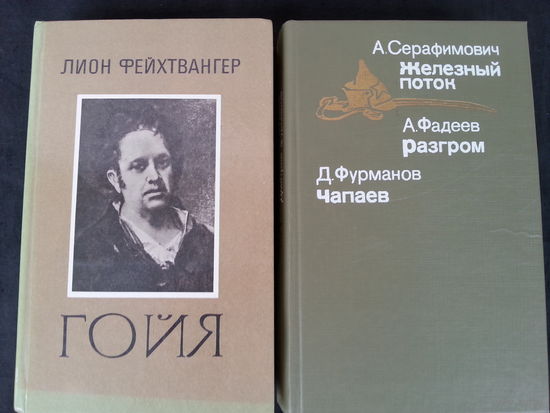 ЛИОН ФЕЙХТВАНГЕР
ГОЙЯ
А.Серафимович
Железный
поток
А.Фадеев
Разгром
Д.Фурманов
Чапаев